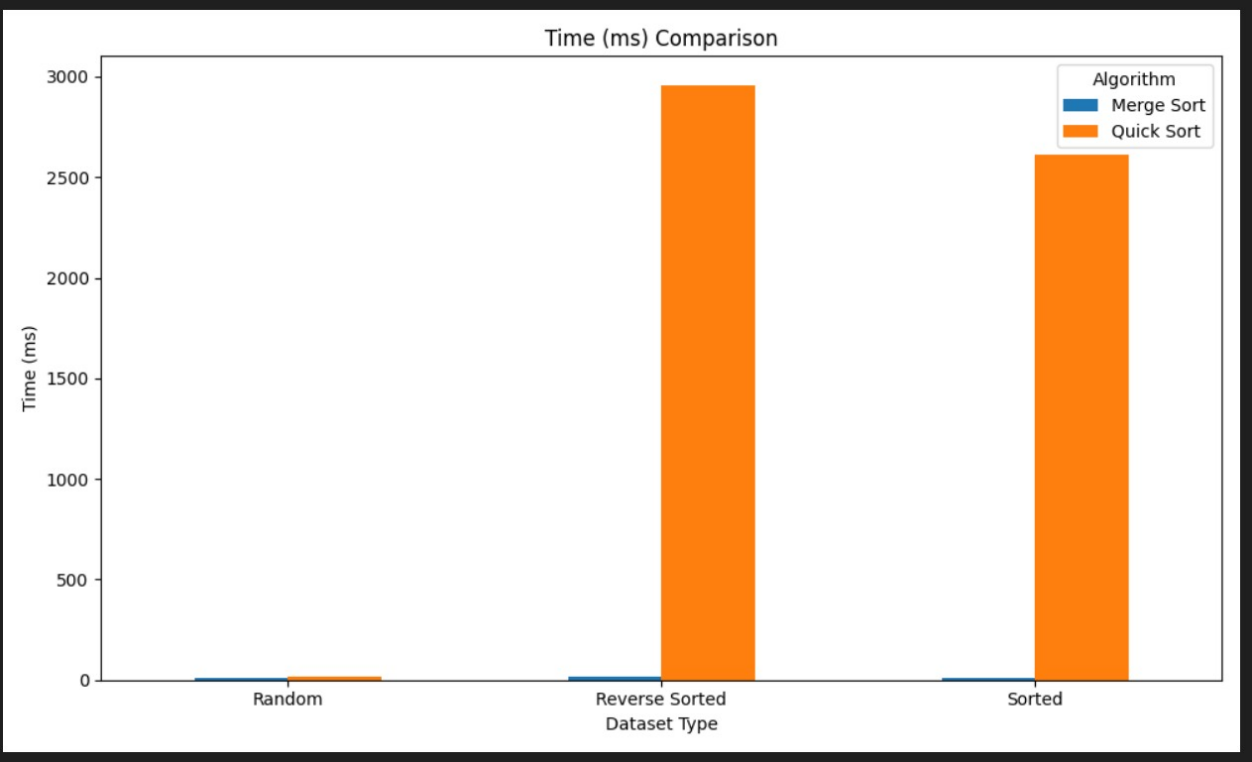 Time (ms) Comparison
Algorithm
Merge Sort
Quick Sort
3000
2500
2000
1500
1000
500
0
Time (ms)
Random
Reverse Sorted
Sorted
Dataset Type